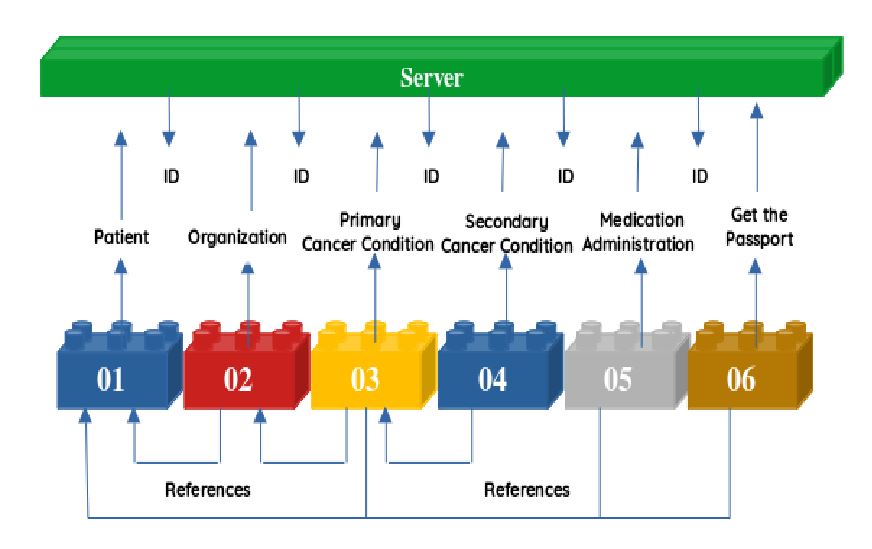 Server
ID
ID
ID
ID
ID
Patient
Organization
Primary
Cancer Condition
Secondary
Cancer Condition
Medication
Administration
Get the
Passport
01
02
03
04
05
06
References
References